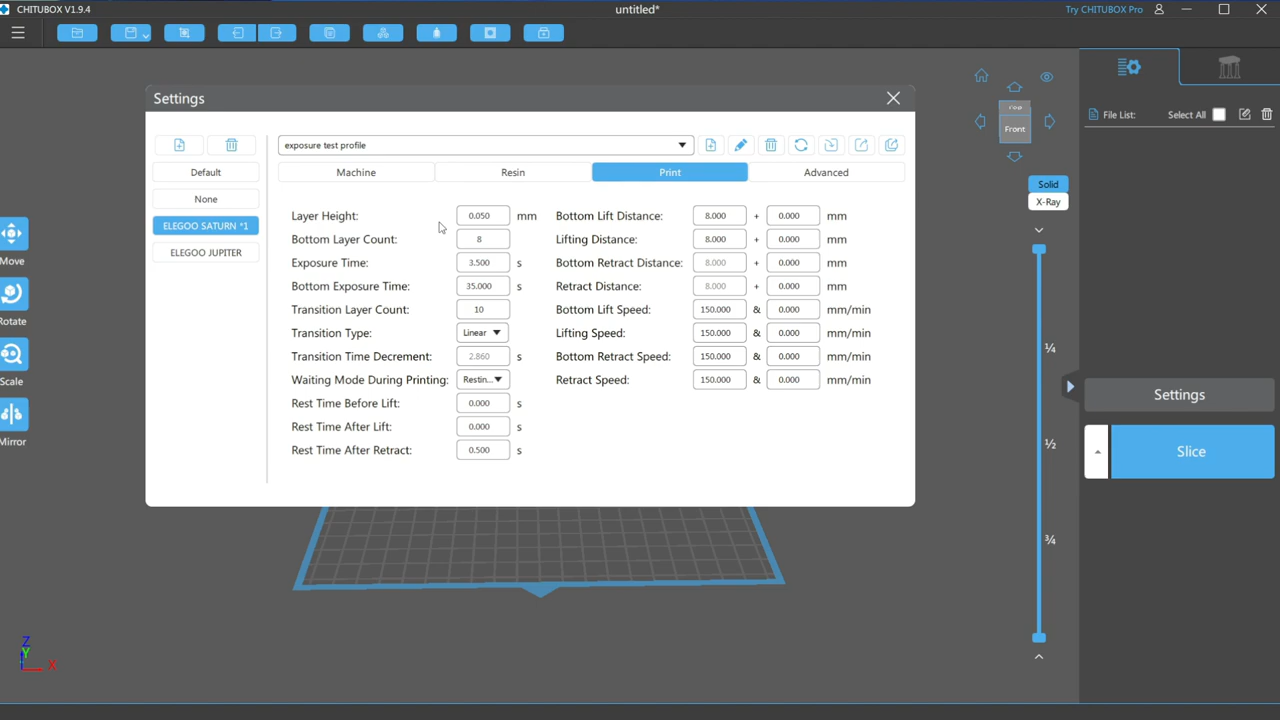 CHITUBOX V1.9.4
untitled*
Try CHITUBOX Pro
Settings
exposure test profile
Machine
Resin
Print
Advanced
Default
None
ELEGOO SATURN *1
ELEGOO JUPITER
Layer Height: 0.050 mm
Bottom Layer Count: 8
Exposure Time: 3.500 s
Bottom Exposure Time: 35.000 s
Transition Layer Count: 10
Transition Type: Linear
Transition Time Decrement: 2.860 s
Waiting Mode During Printing: Restin...
Rest Time Before Lift: 0.000 s
Rest Time After Lift: 0.000 s
Rest Time After Retract: 0.500 s
Bottom Lift Distance: 8.000 + 0.000 mm
Lifting Distance: 8.000 + 0.000 mm
Bottom Retract Distance: 8.000 + 0.000 mm
Retract Distance: 8.000 + 0.000 mm
Bottom Lift Speed: 150.000 & 0.000 mm/min
Lifting Speed: 150.000 & 0.000 mm/min
Bottom Retract Speed: 150.000 & 0.000 mm/min
Retract Speed: 150.000 & 0.000 mm/min
Move
Rotate
Scale
Mirror
Z
Y
X
Top
Front
Solid
X-Ray
¼
½
¾
File List:
Select All
Settings
Slice